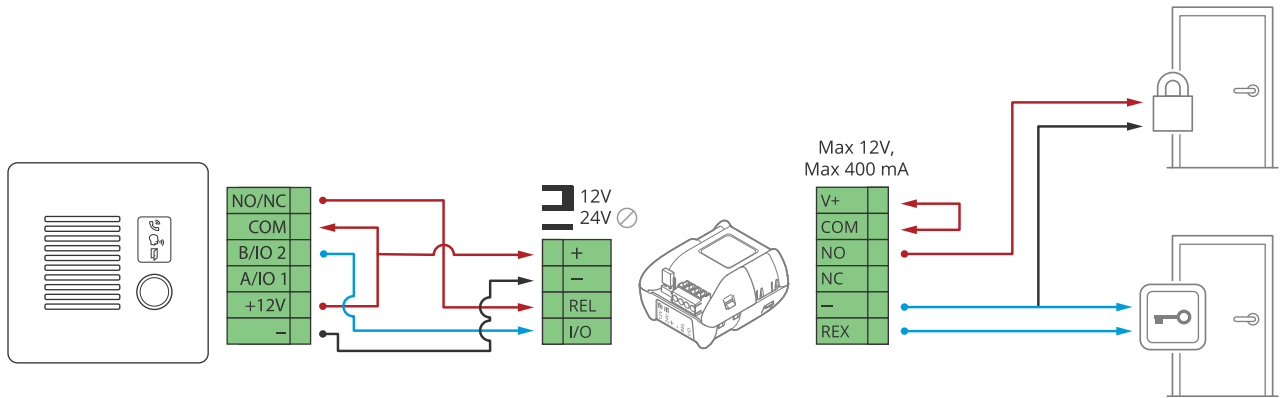 NO/NC
COM
B/IO 2
A/IO 1
+12V
–
12V
24V
+
–
REL
I/O
Max 12V,
Max 400 mA
V+
COM
NO
NC
–
REX